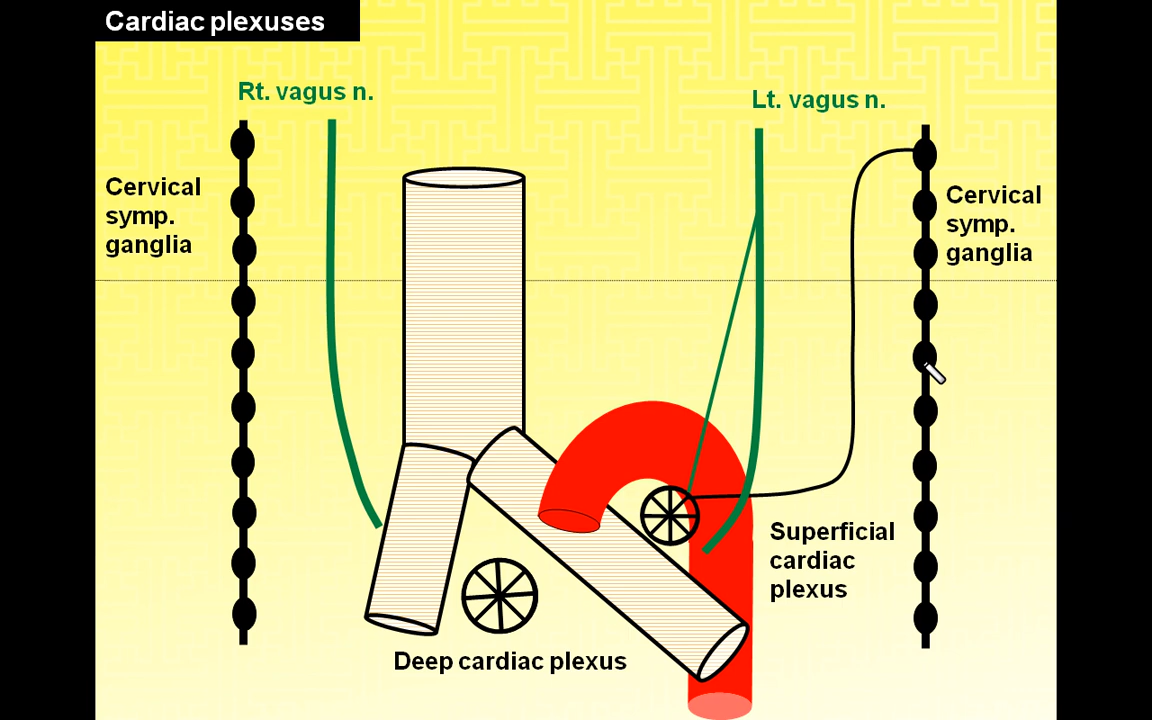 Cardiac plexuses
Rt. vagus n.
Lt. vagus n.
Cervical
symp.
ganglia
Cervical
symp.
ganglia
Superficial
cardiac
plexus
Deep cardiac plexus